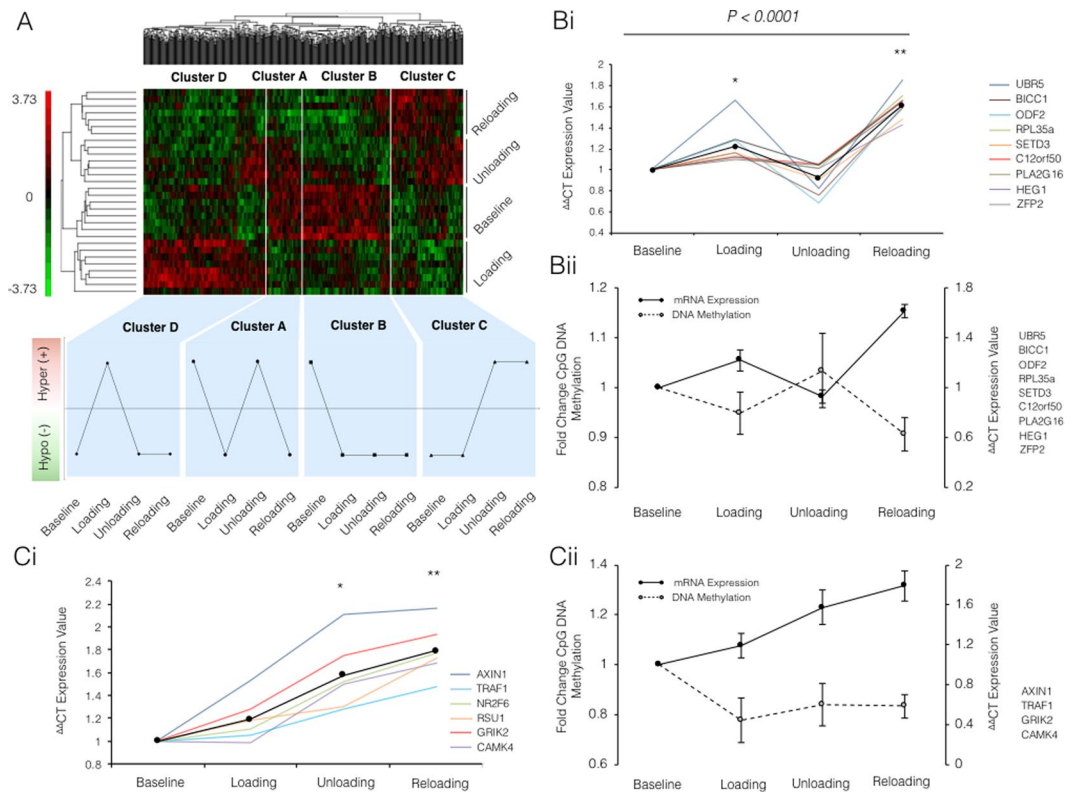 A
Cluster D
Cluster A
Cluster B
Cluster C
3.73
0
-3.73
Reloading
Unloading
Baseline
Loading
Cluster D
Cluster A
Cluster B
Cluster C
Hyper (+)
Hypo (-)
Baseline
Loading
Unloading
Reloading
Baseline
Loading
Unloading
Reloading
Baseline
Loading
Unloading
Reloading
Baseline
Loading
Unloading
Reloading
Bi
P < 0.0001
*
**
ΔΔCT Expression Value
2
1.8
1.6
1.4
1.2
1
0.8
0.6
0.4
Baseline
Loading
Unloading
Reloading
UBR5
BICC1
ODF2
RPL35a
SETD3
C12orf50
PLA2G16
HEG1
ZFP2
Bii
Fold Change CpG DNA
Methylation
1.2
1.1
1
0.9
0.8
mRNA Expression
DNA Methylation
1.8
1.4
1
0.6
0.2
ΔΔCT Expression Value
Baseline
Loading
Unloading
Reloading
UBR5
BICC1
ODF2
RPL35a
SETD3
C12orf50
PLA2G16
HEG1
ZFP2
Ci
ΔΔCT Expression Value
2.4
2.2
2
1.8
1.6
1.4
1.2
1
0.8
*
**
Baseline
Loading
Unloading
Reloading
AXIN1
TRAF1
NR2F6
RSU1
GRIK2
CAMK4
Cii
Fold Change CpG DNA
Methylation
1.4
1.2
1
0.8
0.6
mRNA Expression
DNA Methylation
2
1.6
1.2
0.8
0.4
0
ΔΔCT Expression Value
Baseline
Loading
Unloading
Reloading
AXIN1
TRAF1
GRIK2
CAMK4